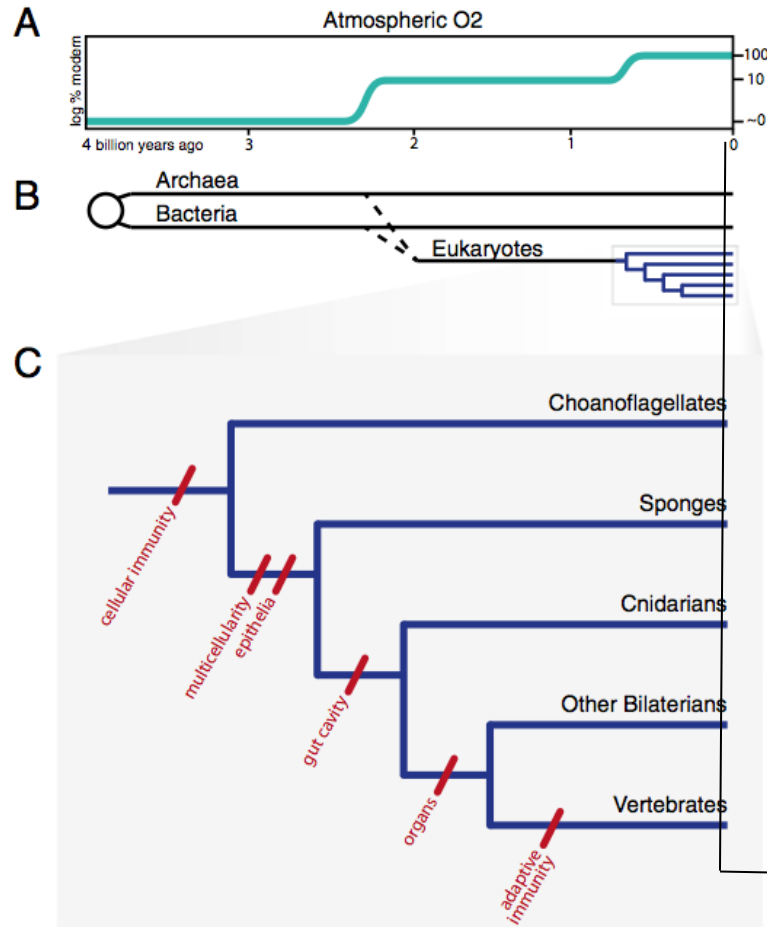 A
Atmospheric O2
log % modern
100
10
~0
4 billion years ago
3
2
1
0
B
Archaea
Bacteria
Eukaryotes
C
Choanoflagellates
Sponges
Cnidarians
Other Bilaterians
Vertebrates
cellular immunity
multicellularity
epithelia
gut cavity
organs
adaptive
immunity